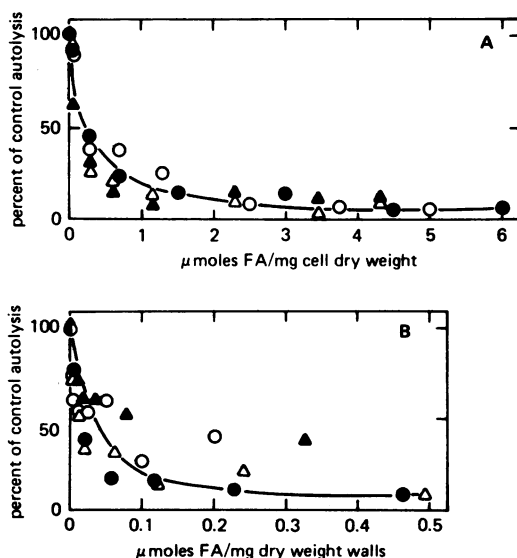 A
percent of control autolysis
100
50
0
0 1 2 3 4 5 6
μmoles FA/mg cell dry weight
B
percent of control autolysis
100
50
0
0 0.1 0.2 0.3 0.4 0.5
μmoles FA/mg dry weight walls